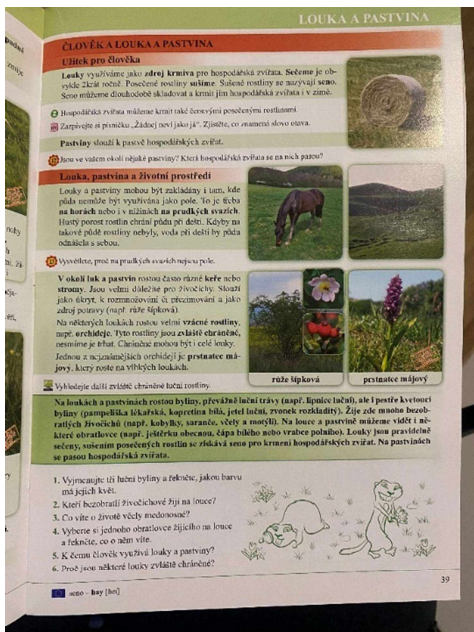 LOUKA A PASTVINA
ČLOVĚK A LOUKA A PASTVINA
Užitek pro člověka
Louky využíváme jako zdroj krmiva pro hospodářská zvířata. Sečeme je ob-
vykle 2krát ročně. Posečené rostliny sušíme. Sušené rostliny se nazývají seno.
Seno můžeme dlouhodobě skladovat a krmit jím hospodářská zvířata i v zimě.
Hospodářská zvířata můžeme krmit také čerstvými posečenými rostlinami.
Zazpívejte si písničku „Žádnej neví jako já“. Zjistěte, co znamená slovo otava.
Pastviny slouží k pastvě hospodářských zvířat.
Jsou ve vašem okolí nějaké pastviny? Která hospodářská zvířata se na nich pasou?
Louka, pastvina a životní prostředí
Louky a pastviny mohou být zakládány i tam, kde
půda nemůže být využívána jako pole. To je třeba
na horách nebo i v nížinách na prudkých svazích.
Hustý porost rostlin chrání půdu při dešti. Kdyby na
takové půdě rostliny nebyly, voda při dešti by půdu
odnášela s sebou.
Vysvětlete, proč na prudkých svazích nejsou pole.
V okolí luk a pastvin rostou často různé keře nebo
stromy. Jsou velmi důležité pro živočichy. Slouží
jako úkryt, k rozmnožování či přezimování a jako
zdroj potravy (např. růže šípková).
Na některých loukách rostou velmi vzácné rostliny,
např. orchideje. Tyto rostliny jsou zvláště chráněné,
nesmíme je trhat. Chráněné mohou být i celé louky.
Jednou z nejznámějších orchidejí je prstnatec má-
jový, který roste na vlhkých loukách.
růže šípková
prstnatec májový
Vyhledejte další zvláště chráněné luční rostliny.
Na loukách a pastvinách rostou byliny, převážně luční trávy (např. lipnice luční), ale i pestře kvetoucí
byliny (pampeliška lékařská, kopretina bílá, jetel luční, zvonek rozkladitý). Žije zde mnoho bezob-
ratlých živočichů (např. kobylky, saranče, včely a motýli). Na louce a pastvině můžeme vidět i ně-
které obratlovce (např. ještěrku obecnou, čápa bílého nebo vrabce polního). Louky jsou pravidelně
sečeny, sušením posečených rostlin se získává seno pro krmení hospodářských zvířat. Na pastvinách
se pasou hospodářská zvířata.
1. Vyjmenujte tři luční byliny a řekněte, jakou barvu
má jejich květ.
2. Kteří bezobratlí živočichové žijí na louce?
3. Co víte o životě včely medonosné?
4. Vyberte si jednoho obratlovce žijícího na louce
a řekněte, co o něm víte.
5. K čemu člověk využívá louky a pastviny?
6. Proč jsou některé louky zvláště chráněné?
39
seno – hay [hei]